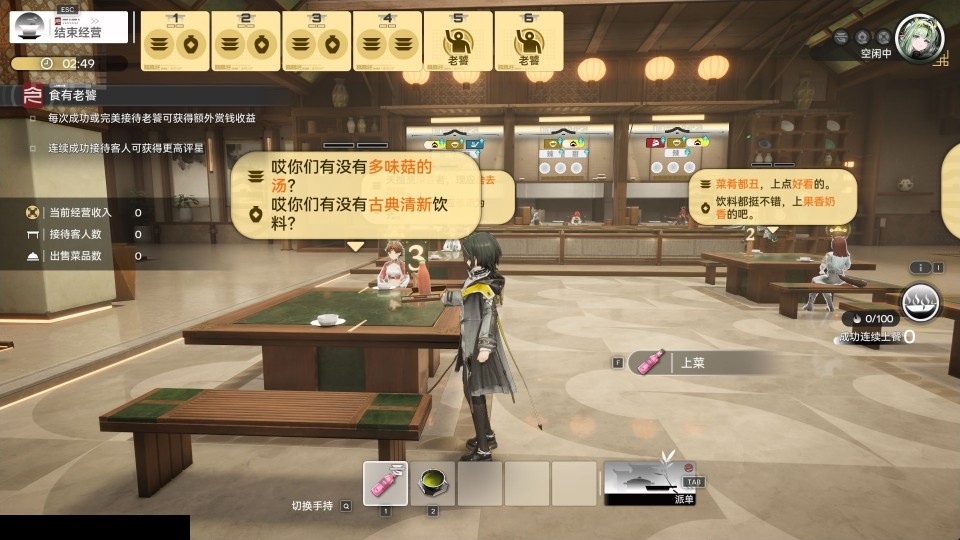 ESC
结束经营
02:49
1
2
3
4
5
老饕
6
老饕
空闲中
食有老饕
每次成功或完美接待老饕可获得额外赏钱收益
连续成功接待客人可获得更高评星
当前经营收入 0
接待客人数 0
出售菜品数 0
哎你们有没有多味菇的
汤?
哎你们有没有古典清新饮
料?
菜肴都丑，上点好看的。
饮料都挺不错，上果香奶
香的吧。
3
2
0/100
成功连续上餐 0
F 上菜
切换手持 Q
1
2
TAB
派单